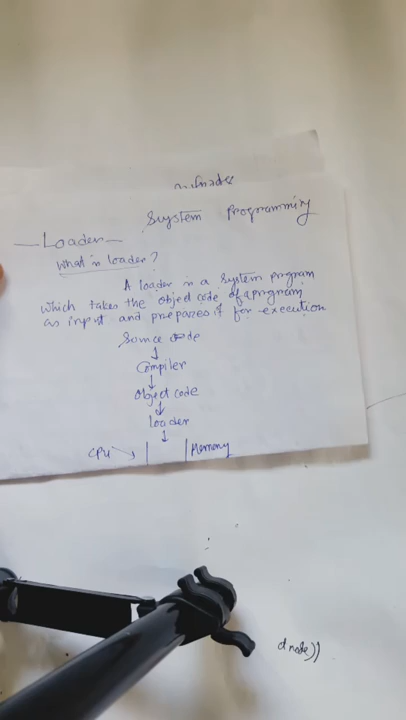 System Programming
Loader
What is loader?
A loader is a system program
which takes the object code of a program
as input and prepares it for execution
Source code
↓
Compiler
↓
Object code
↓
loader
↓
CPU → Memory